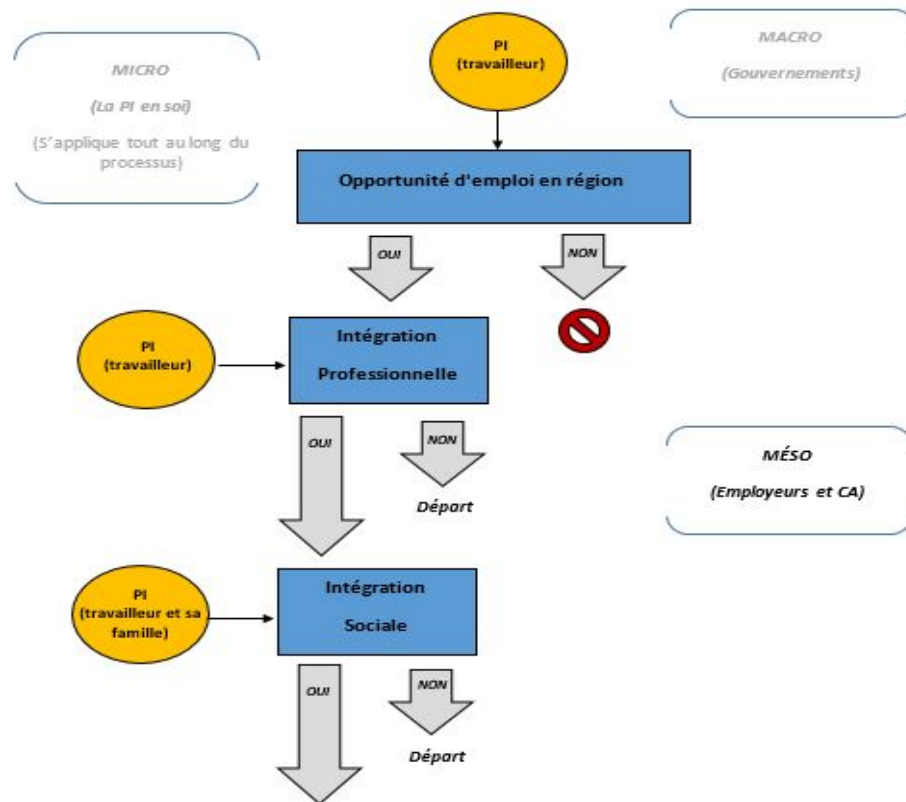 PI
(travailleur)
MICRO
(La PI en soi)
(S'applique tout au long du
processus)
MACRO
(Gouvernements)
Opportunité d'emploi en région
OUI
NON
PI
(travailleur)
Intégration
Professionnelle
OUI
NON
Départ
MÉSO
(Employeurs et CA)
PI
(travailleur et sa
famille)
Intégration
Sociale
OUI
NON
Départ